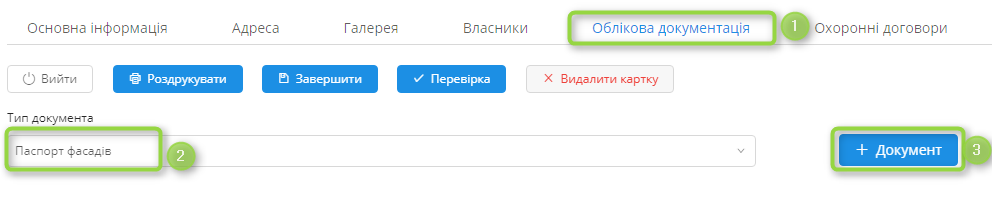 Основна інформація Адреса Галерея Власники Облікова документація 1 Охоронні договори
Вийти Роздрукувати Завершити Перевірка Видалити картку
Тип документа
Паспорт фасадів 2 + Документ 3